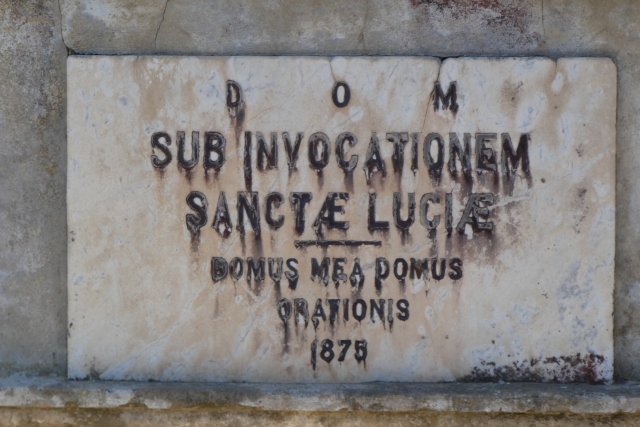 D O M
SUB INVOCATIONEM
SANCTÆ LUCIÆ
DOMUS MEA DOMUS
ORATIONIS
1875